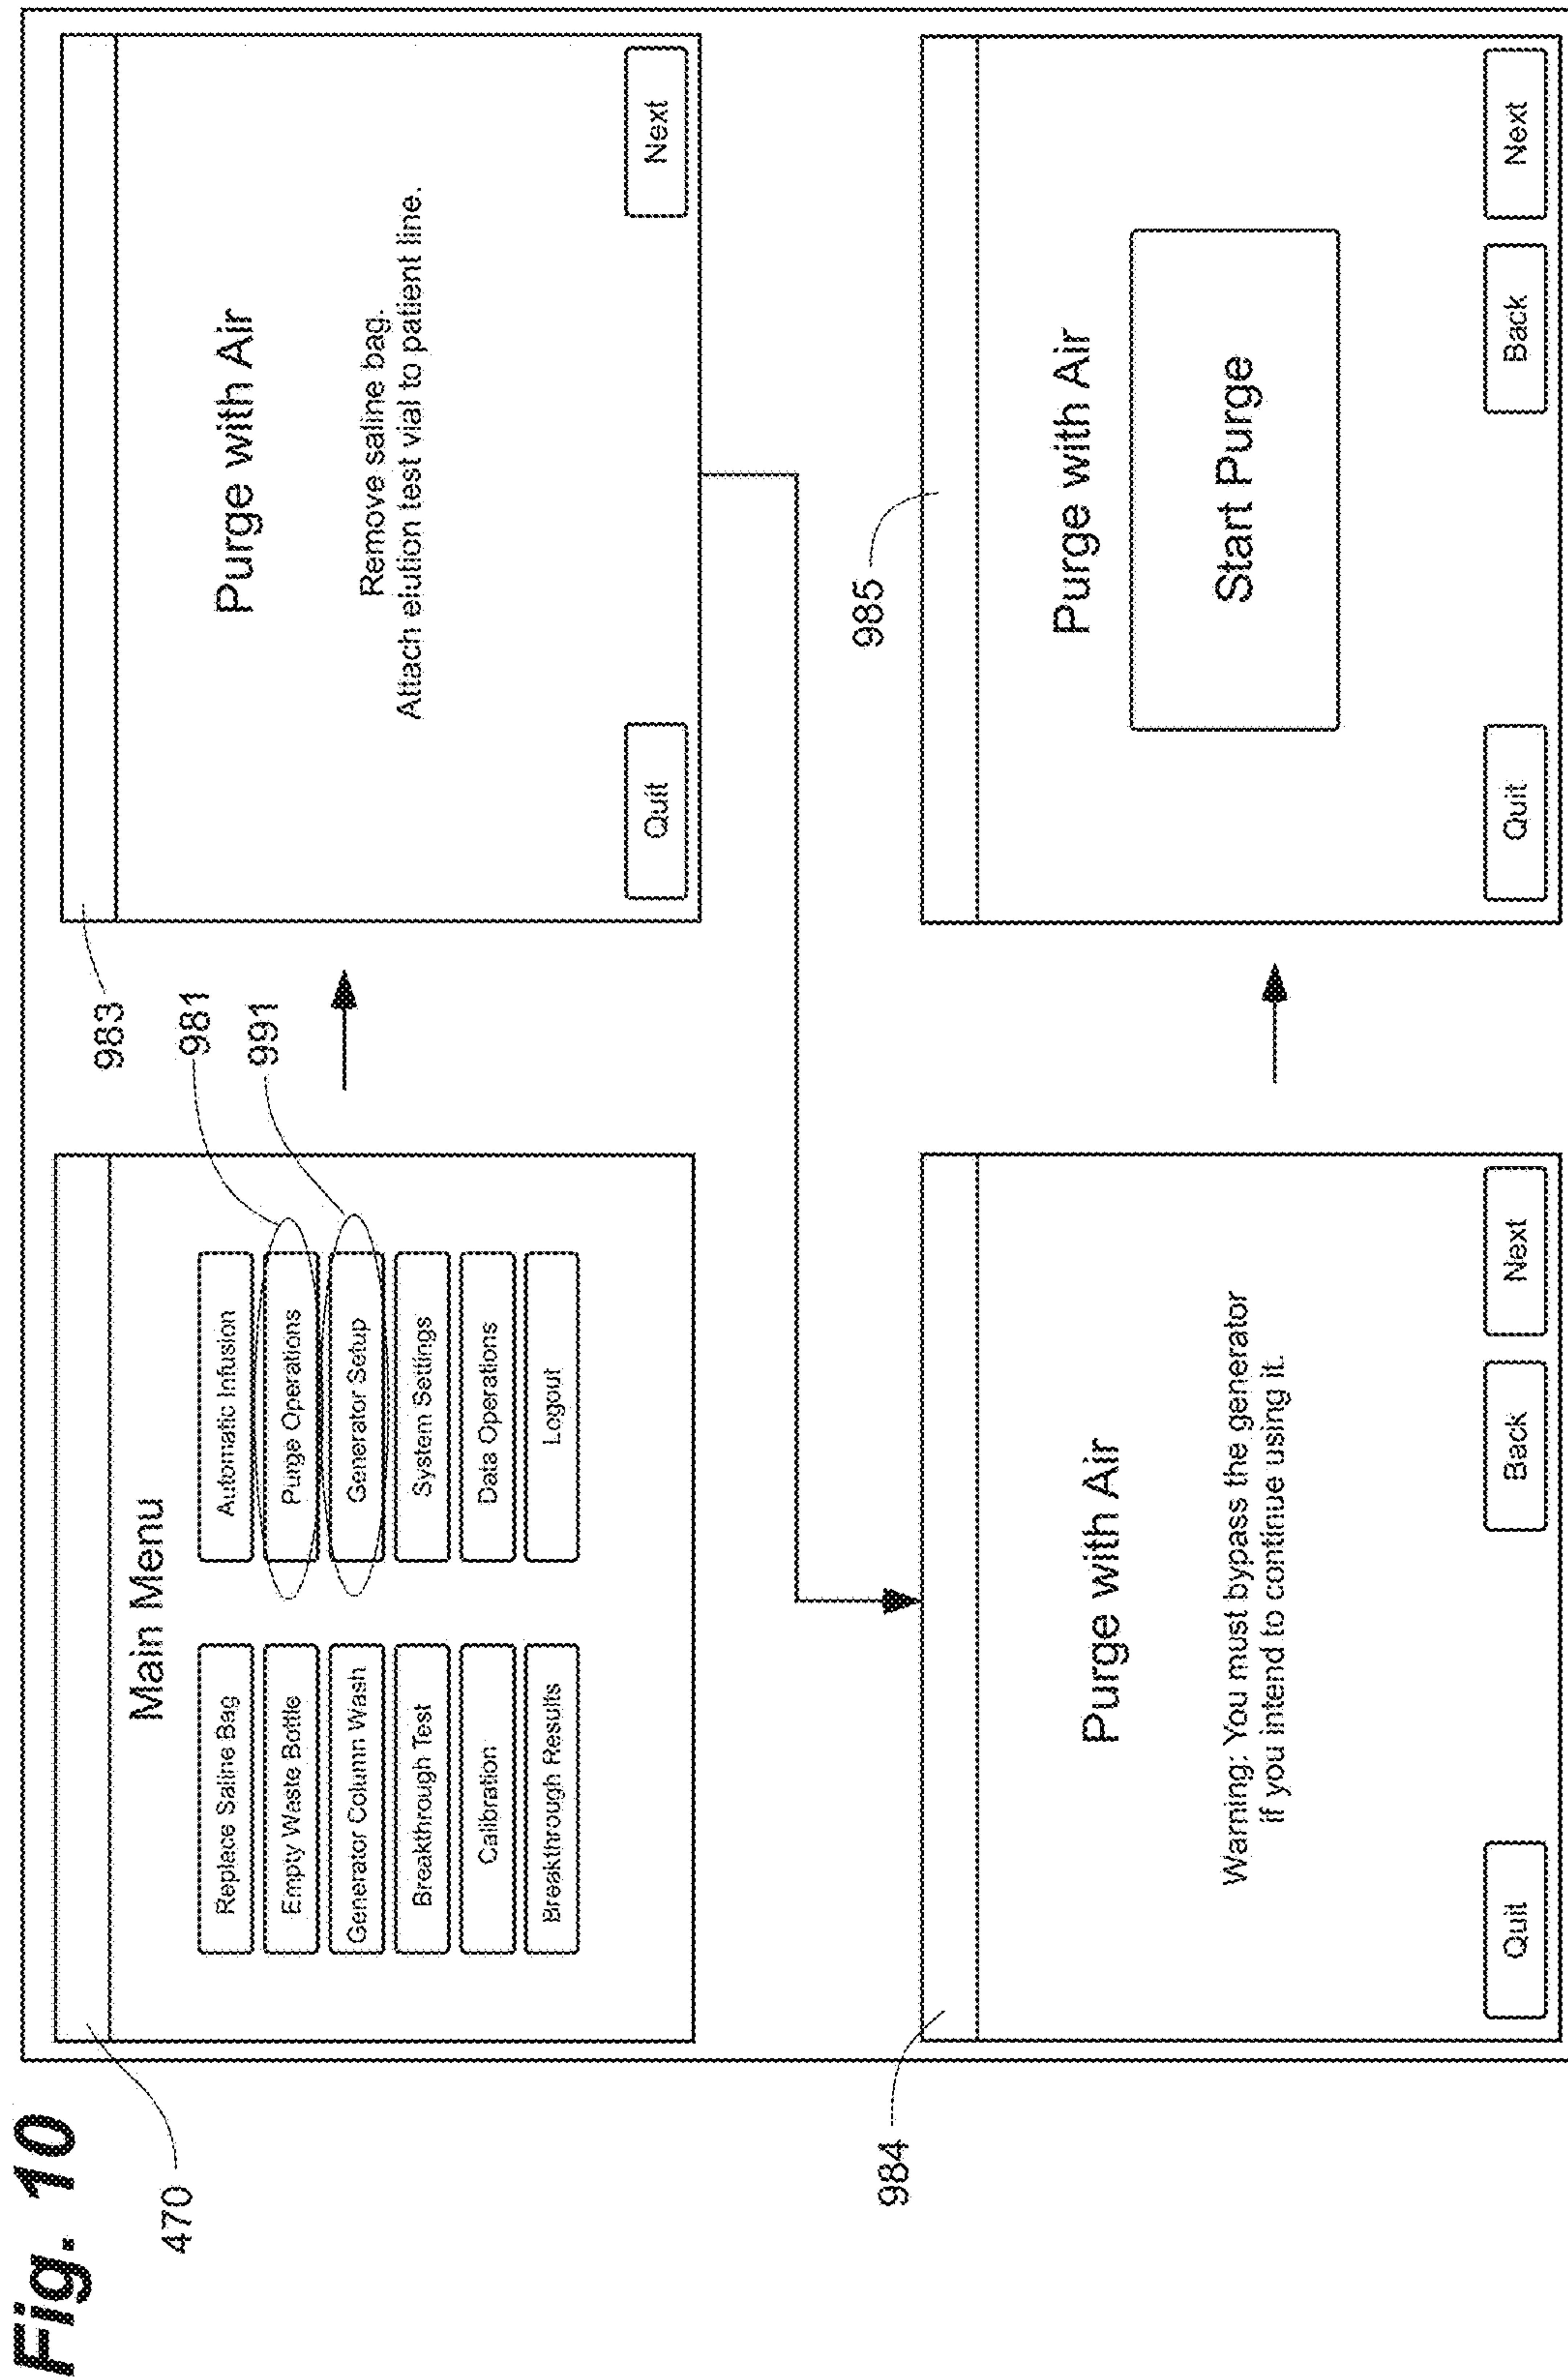 Fig. 10
470
Main Menu
Replace Saline Bag
Automatic Infusion
Empty Waste Bottle
Purge Operations
Generator Column Wash
Generator Setup
Breakthrough Test
System Settings
Calibration
Data Operations
Breakthrough Results
Logout
983
981
991
Purge with Air
Remove saline bag.
Attach elution test vial to patient line.
Quit
Next
984
Purge with Air
Warning: You must bypass the generator
if you intend to continue using it.
Quit
Back
Next
985
Purge with Air
Start Purge
Quit
Back
Next